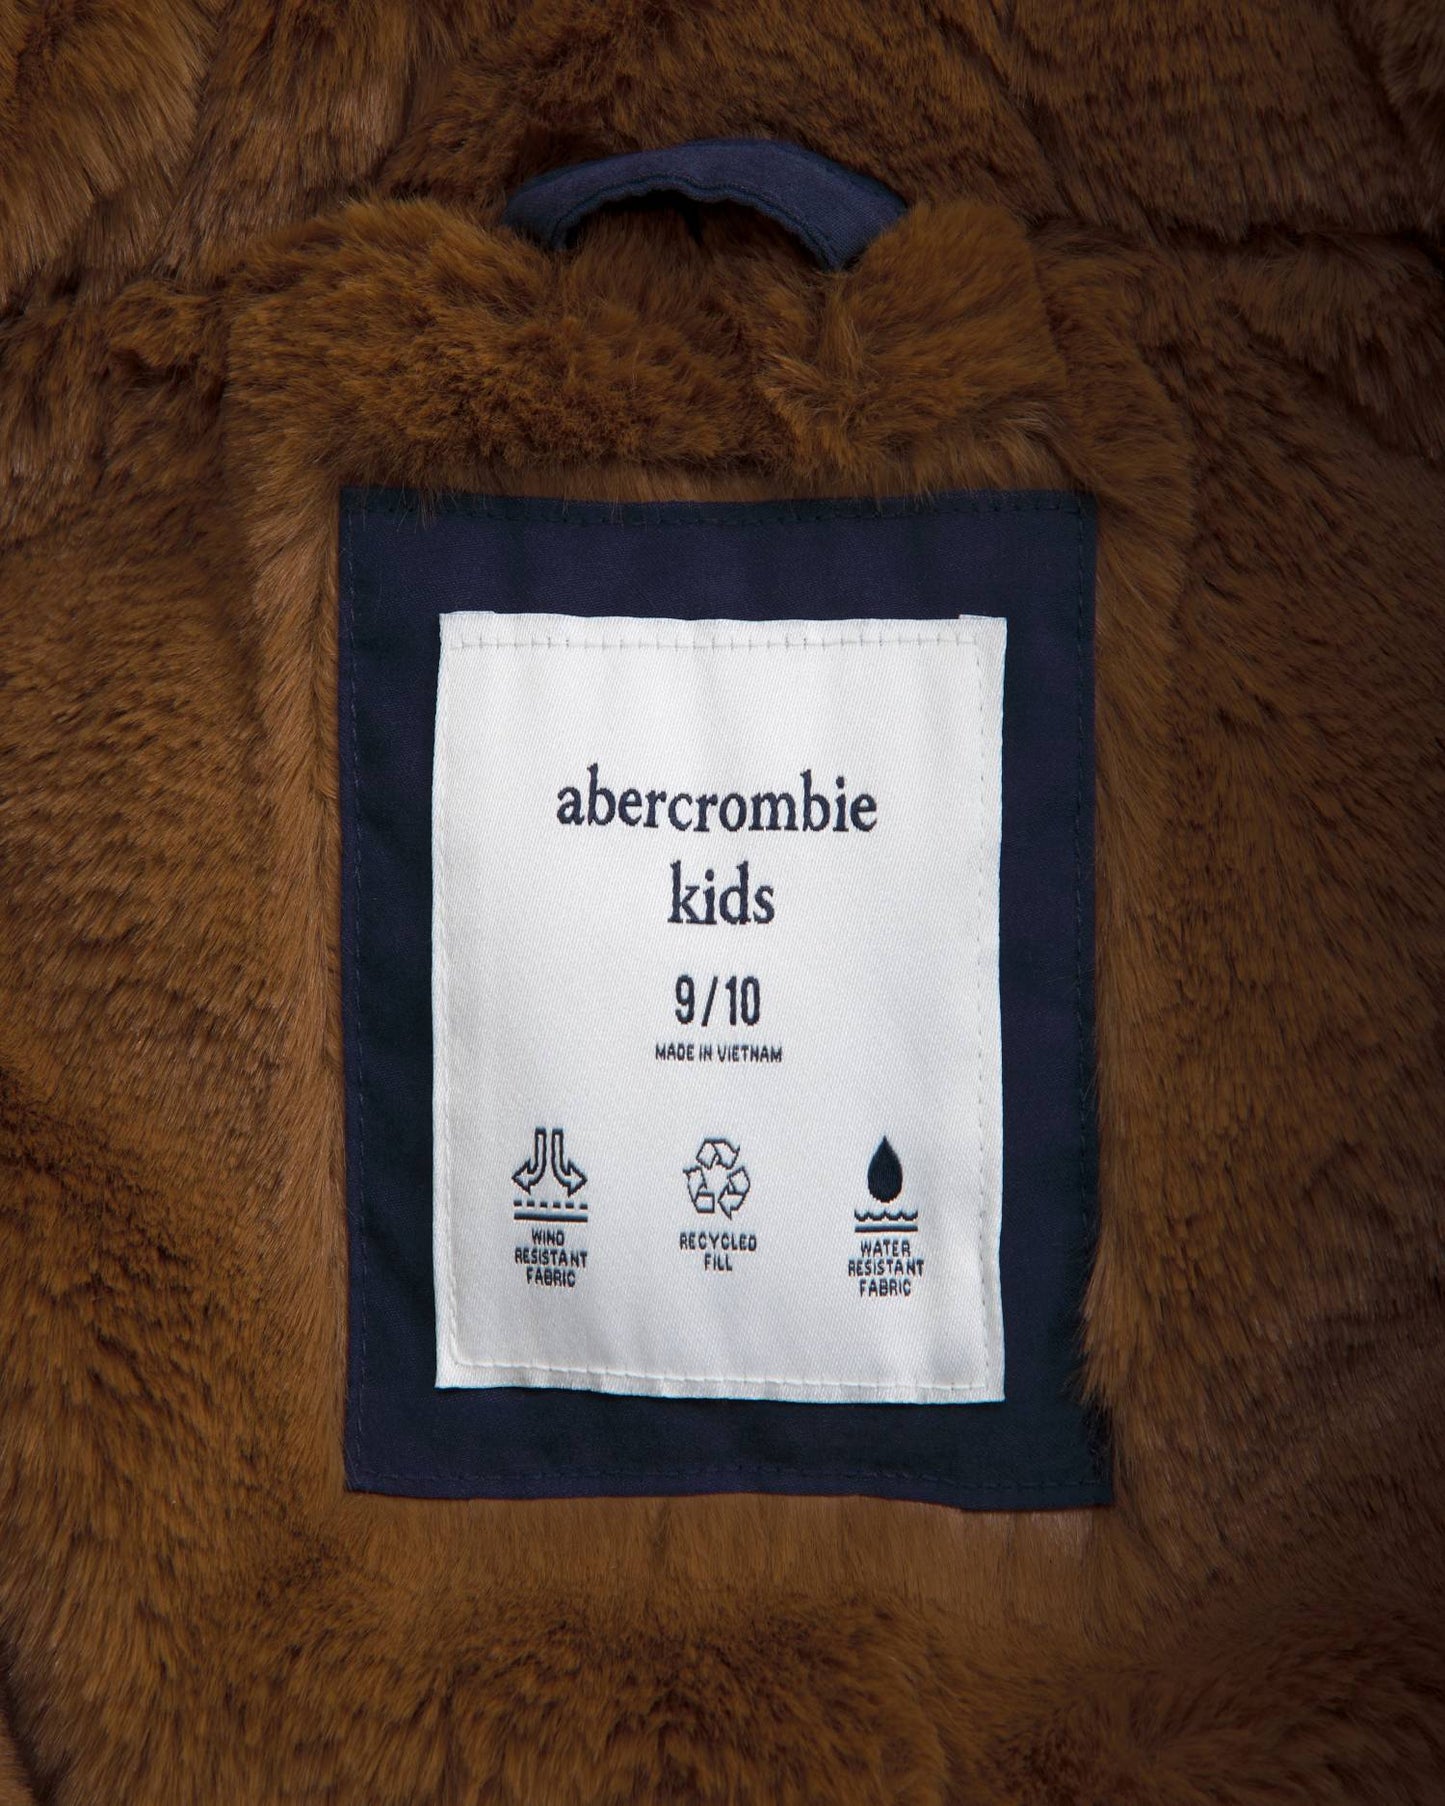 abercrombie
kids
9/10
MADE IN VIETNAM
WIND
RESISTANT
FABRIC
RECYCLED
FILL
WATER
RESISTANT
FABRIC